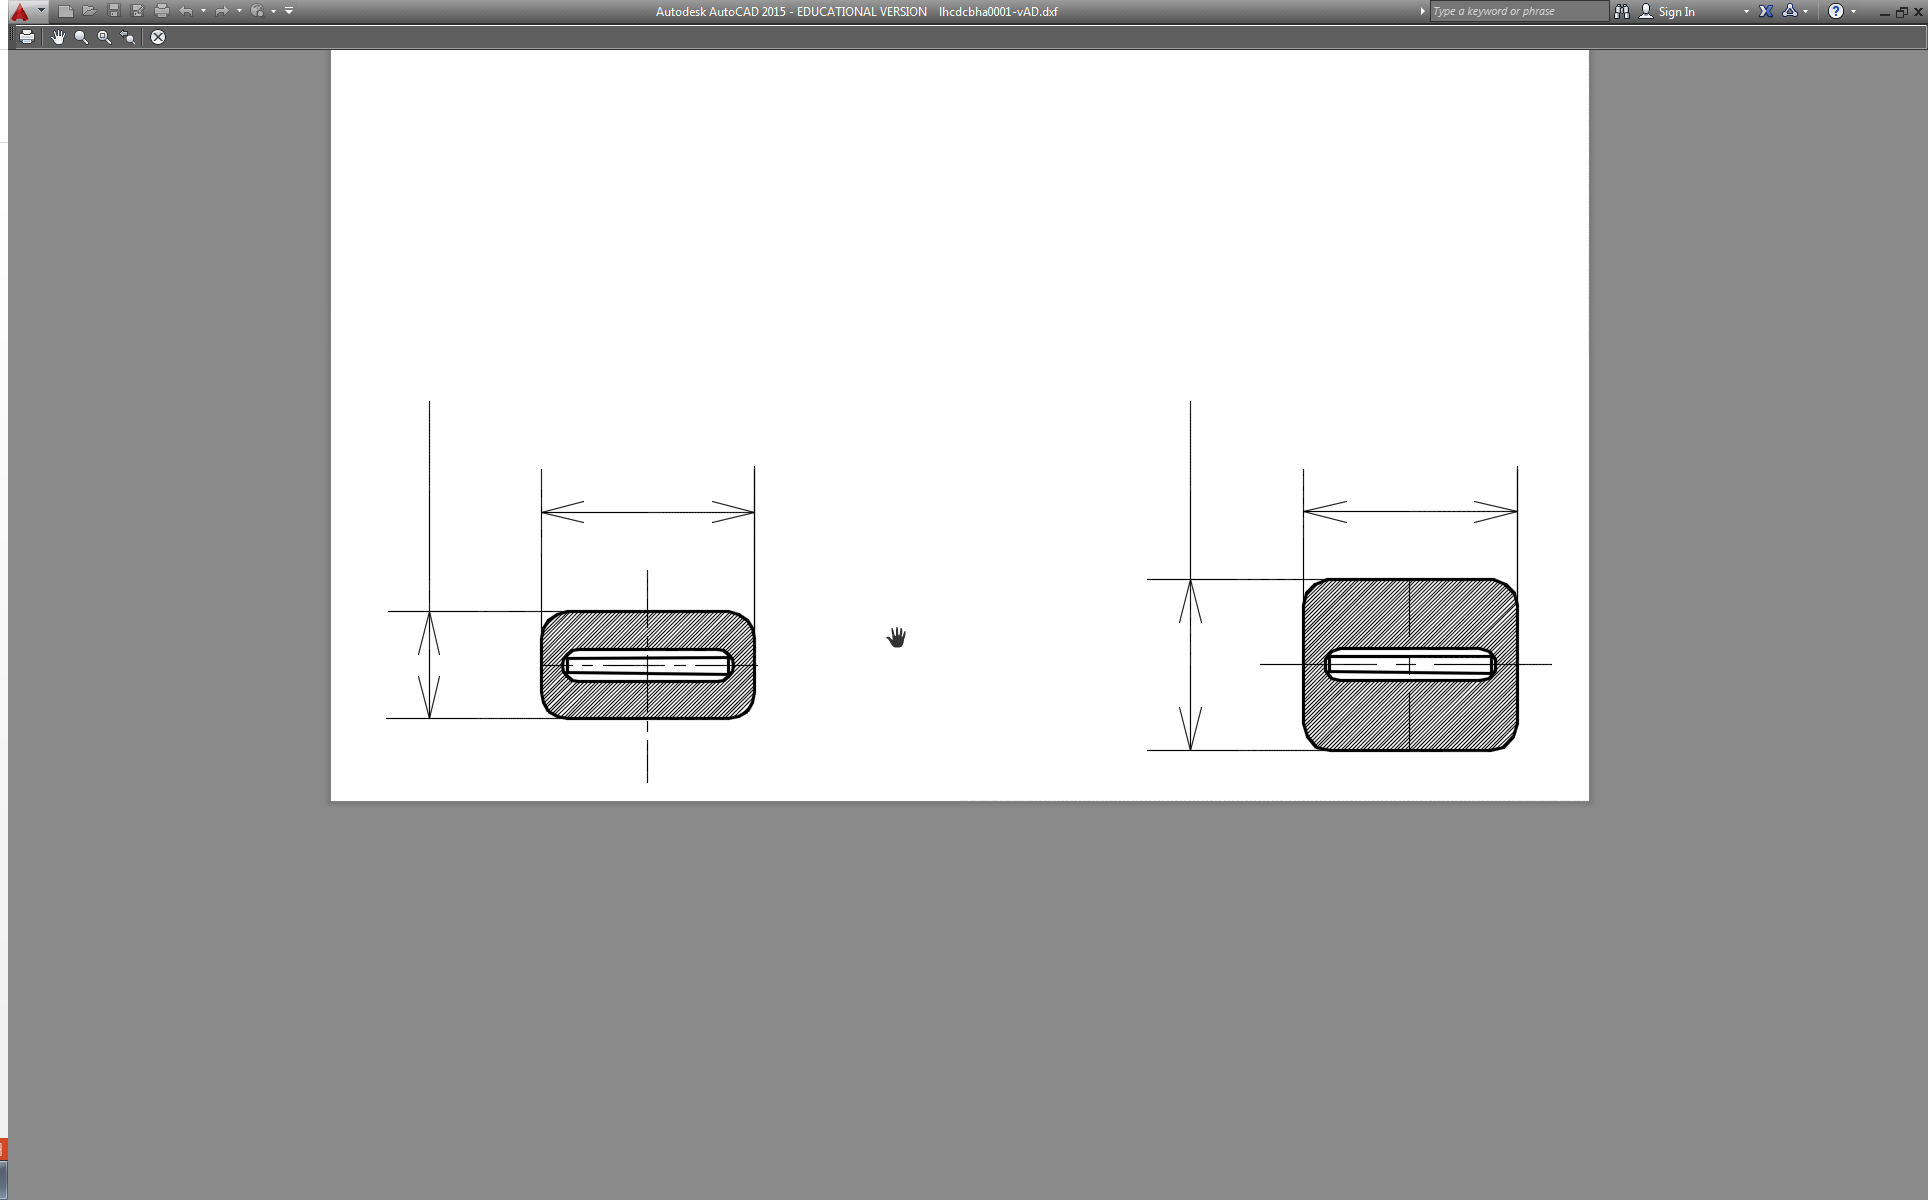 Autodesk AutoCAD 2015 - EDUCATIONAL VERSION lhcdcbha0001-vAD.dxf
Type a keyword or phrase
Sign In